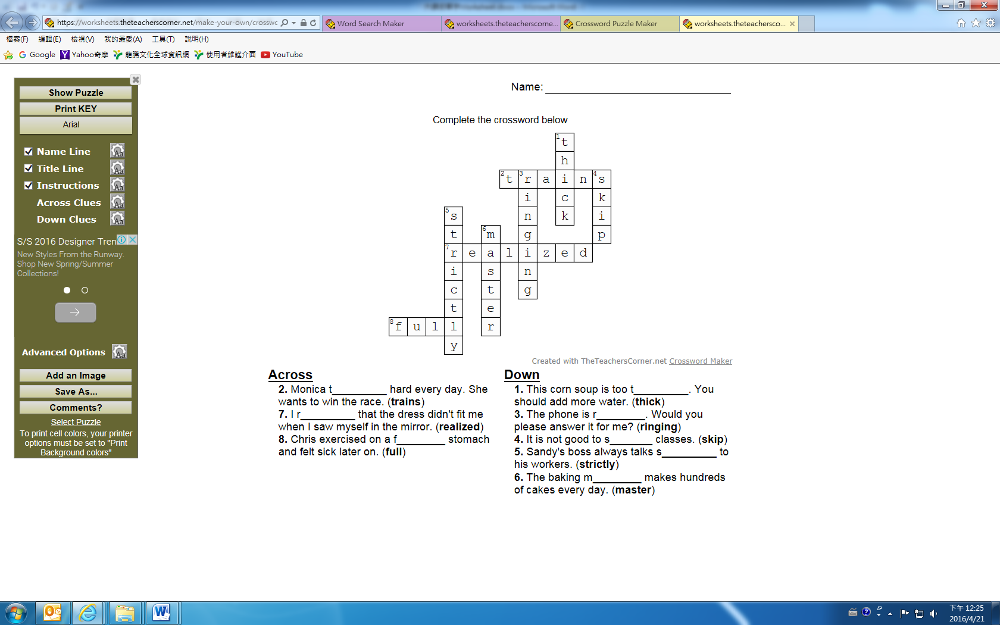 https://worksheets.theteacherscorner.net/make-your-own/crosswc
Word Search Maker
worksheets.theteacherscorne...
Crossword Puzzle Maker
worksheets.theteachersco...
檔案(F) 編輯(E) 檢視(V) 我的最愛(A) 工具(T) 說明(H)
Google Yahoo奇摩 龍騰文化全球資訊網 使用者維護介面 YouTube
Show Puzzle
Print KEY
Arial
Name Line
Title Line
Instructions
Across Clues
Down Clues
S/S 2016 Designer Tren
New Styles From the Runway.
Shop New Spring/Summer
Collections!
Advanced Options
Add an Image
Save As...
Comments?
Select Puzzle
To print cell colors, your printer
options must be set to "Print
Background colors"
Name:
Complete the crossword below
1 t
h
2 t 3 r a i n 4 s
i c k
5 s n k i
t 6 m g p
7 r e a l i z e d
i s n
c t g
t e
8 f u l l r
y
Created with TheTeachersCorner.net Crossword Maker
Across
2. Monica t_________ hard every day. She
wants to win the race. (trains)
7. I r_________ that the dress didn't fit me
when I saw myself in the mirror. (realized)
8. Chris exercised on a f________ stomach
and felt sick later on. (full)
Down
1. This corn soup is too t_________. You
should add more water. (thick)
3. The phone is r________. Would you
please answer it for me? (ringing)
4. It is not good to s_______ classes. (skip)
5. Sandy's boss always talks s_________ to
his workers. (strictly)
6. The baking m________ makes hundreds
of cakes every day. (master)
下午 12:25
2016/4/21